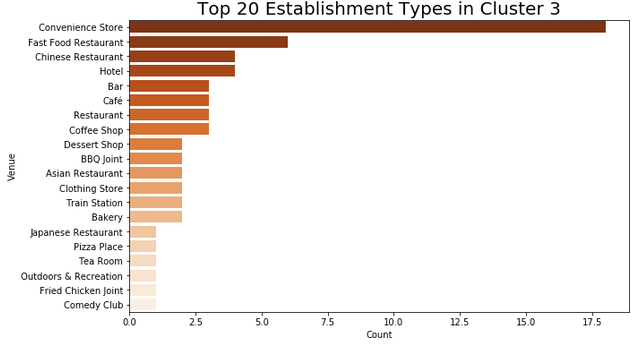 Top 20 Establishment Types in Cluster 3
Venue
Convenience Store
Fast Food Restaurant
Chinese Restaurant
Hotel
Bar
Café
Restaurant
Coffee Shop
Dessert Shop
BBQ Joint
Asian Restaurant
Clothing Store
Train Station
Bakery
Japanese Restaurant
Pizza Place
Tea Room
Outdoors & Recreation
Fried Chicken Joint
Comedy Club
0.0 2.5 5.0 7.5 10.0 12.5 15.0 17.5
Count